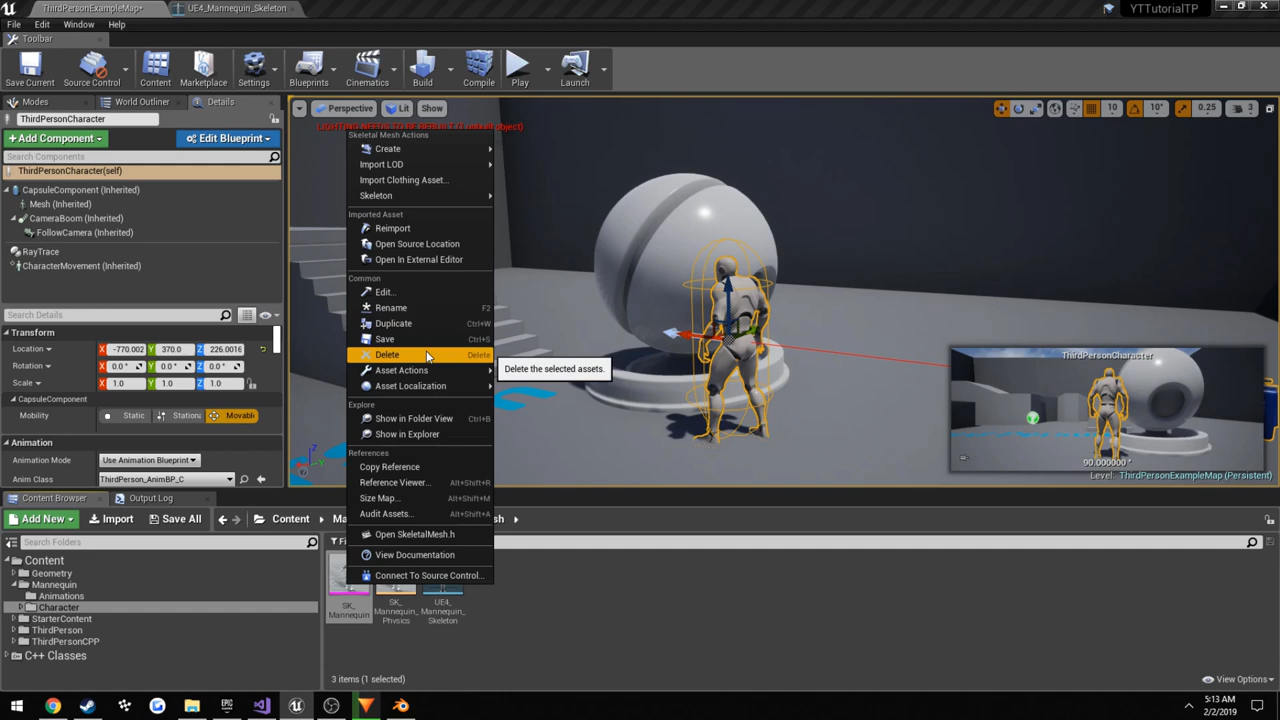 ThirdPersonExampleMap*
UE4_Mannequin_Skeleton
YTTutorialTP
File Edit Window Help
Toolbar
Save Current
Source Control
Content
Marketplace
Settings
Blueprints
Cinematics
Build
Compile
Play
Launch
Modes
World Outliner
Details
ThirdPersonCharacter
+Add Component
Edit Blueprint
Search Components
ThirdPersonCharacter(self)
CapsuleComponent (Inherited)
Mesh (Inherited)
CameraBoom (Inherited)
FollowCamera (Inherited)
RayTrace
CharacterMovement (Inherited)
Search Details
Transform
Location X -770.002 Y 370.0 Z 226.0016
Rotation X 0.0 ° Y 0.0 ° Z 0.0 °
Scale X 1.0 Y 1.0 Z 1.0
CapsuleComponent
Mobility Static Stationa Movable
Animation
Animation Mode Use Animation Blueprint
Anim Class ThirdPerson_AnimBP_C
Perspective Lit Show
10 10° 0.25 3
Skeletal Mesh Actions
Create
Import LOD
Import Clothing Asset...
Skeleton
Imported Asset
Reimport
Open Source Location
Open In External Editor
Common
Edit...
Rename F2
Duplicate Ctrl+W
Save Ctrl+S
Delete Delete
Asset Actions
Asset Localization
Explore
Show in Folder View Ctrl+B
Show in Explorer
References
Copy Reference
Reference Viewer... Alt+Shift+R
Size Map... Alt+Shift+M
Audit Assets... Alt+Shift+A
Open SkeletalMesh.h
View Documentation
Connect To Source Control...
Delete the selected assets.
ThirdPersonCharacter
90.000000 °
Level: ThirdPersonExampleMap (Persistent)
Content Browser
Output Log
Add New Import Save All Content
Search Folders
Content
Geometry
Mannequin
Animations
Character
StarterContent
ThirdPerson
ThirdPersonCPP
C++ Classes
SK_
Mannequin
SK_
Mannequin_
Physics
UE4_
Mannequin_
Skeleton
3 items (1 selected)
View Options
5:13 AM
2/2/2019